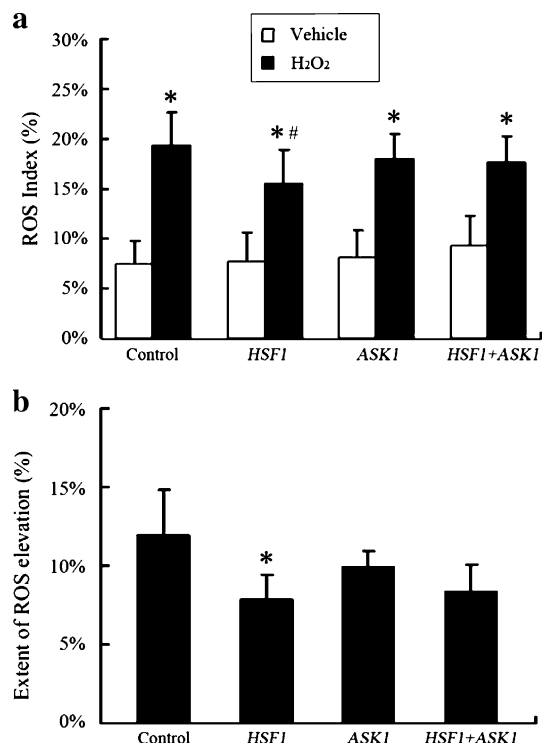 a
Vehicle
H₂O₂
ROS Index (%)
30%
25%
20%
15%
10%
5%
0%
*
* #
*
*
Control HSF1 ASK1 HSF1+ASK1
b
Extent of ROS elevation (%)
20%
15%
10%
5%
0%
*
Control HSF1 ASK1 HSF1+ASK1